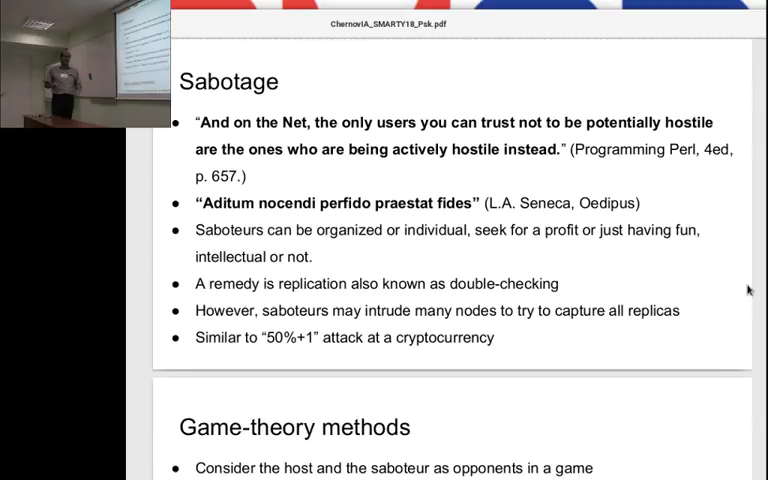 ChernovIA_SMARTY18_Psk.pdf
Sabotage
● “And on the Net, the only users you can trust not to be potentially hostile
are the ones who are being actively hostile instead.” (Programming Perl, 4ed,
p. 657.)
● “Aditum nocendi perfido praestat fides” (L.A. Seneca, Oedipus)
● Saboteurs can be organized or individual, seek for a profit or just having fun,
intellectual or not.
● A remedy is replication also known as double-checking
● However, saboteurs may intrude many nodes to try to capture all replicas
● Similar to “50%+1” attack at a cryptocurrency
Game-theory methods
● Consider the host and the saboteur as opponents in a game